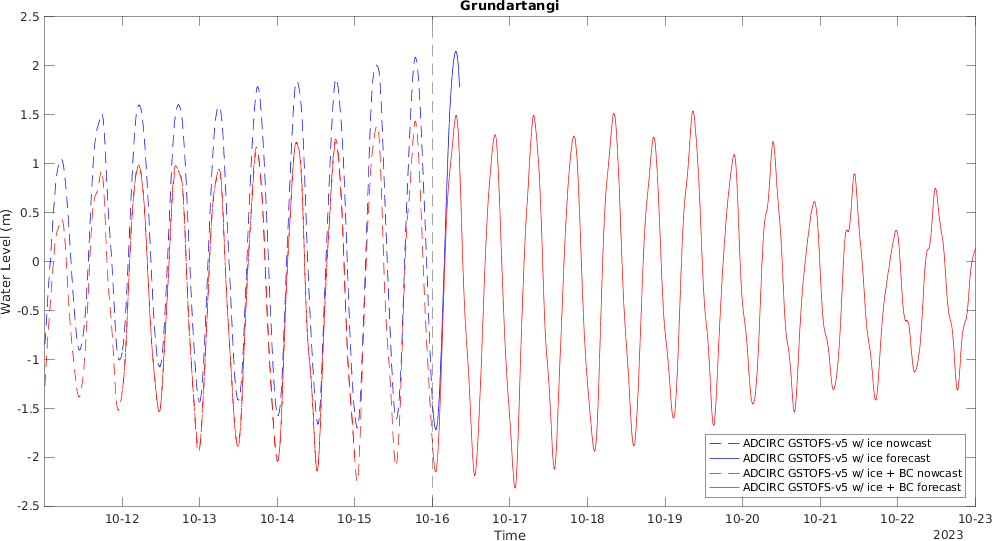 Grundartangi
2.5
2
1.5
1
0.5
0
-0.5
-1
-1.5
-2
-2.5
Water Level (m)
10-12 10-13 10-14 10-15 10-16 10-17 10-18 10-19 10-20 10-21 10-22 10-23
Time
2023
ADCIRC GSTOFS-v5 w/ ice nowcast
ADCIRC GSTOFS-v5 w/ ice forecast
ADCIRC GSTOFS-v5 w/ ice + BC nowcast
ADCIRC GSTOFS-v5 w/ ice + BC forecast